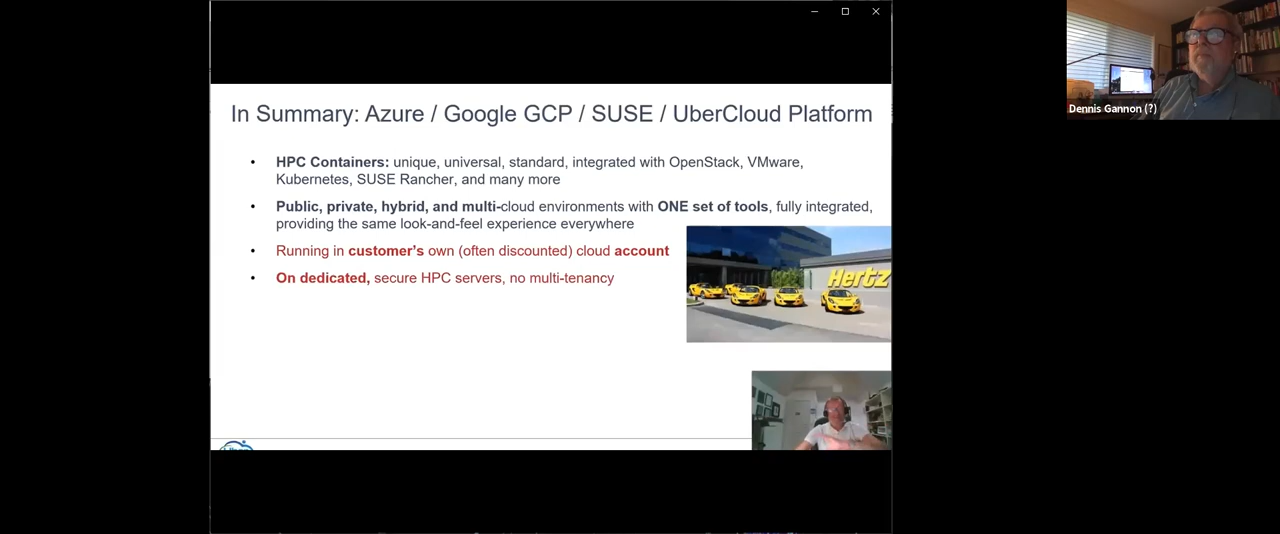 In Summary: Azure / Google GCP / SUSE / UberCloud Platform
• HPC Containers: unique, universal, standard, integrated with OpenStack, VMware,
Kubernetes, SUSE Rancher, and many more
• Public, private, hybrid, and multi-cloud environments with ONE set of tools, fully integrated,
providing the same look-and-feel experience everywhere
• Running in customer's own (often discounted) cloud account
• On dedicated, secure HPC servers, no multi-tenancy
Hertz
Dennis Gannon (?)